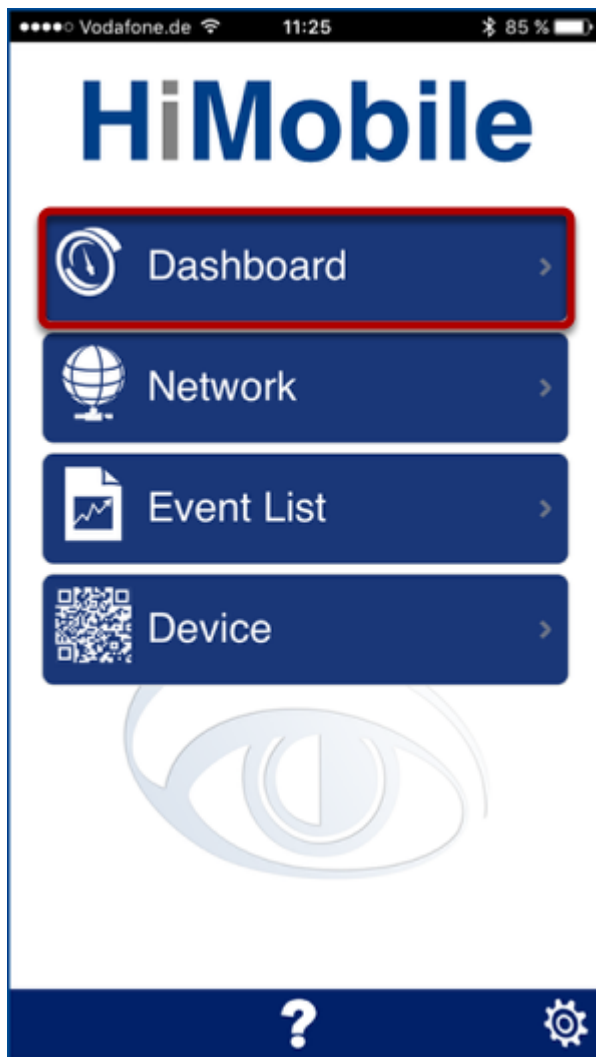 Vodafone.de 11:25 85 %
HiMobile
Dashboard
Network
Event List
Device
?